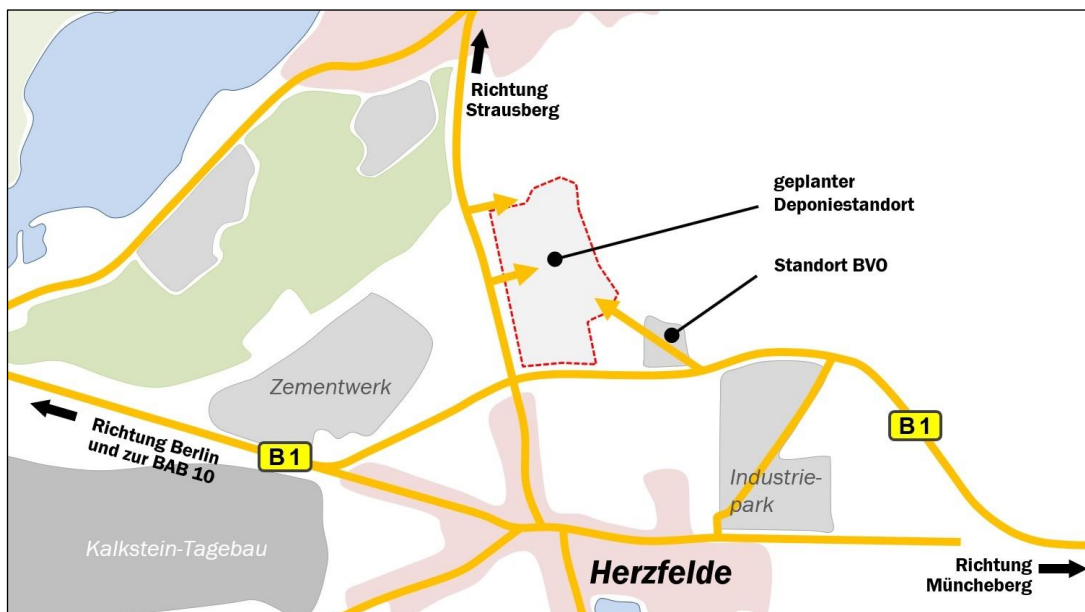 Richtung
Strausberg
geplanter
Deponiestandort
Standort BVO
Zementwerk
Richtung Berlin
und zur BAB 10
B 1
B 1
Industrie-
park
Kalkstein-Tagebau
Herzfelde
Richtung
Müncheberg